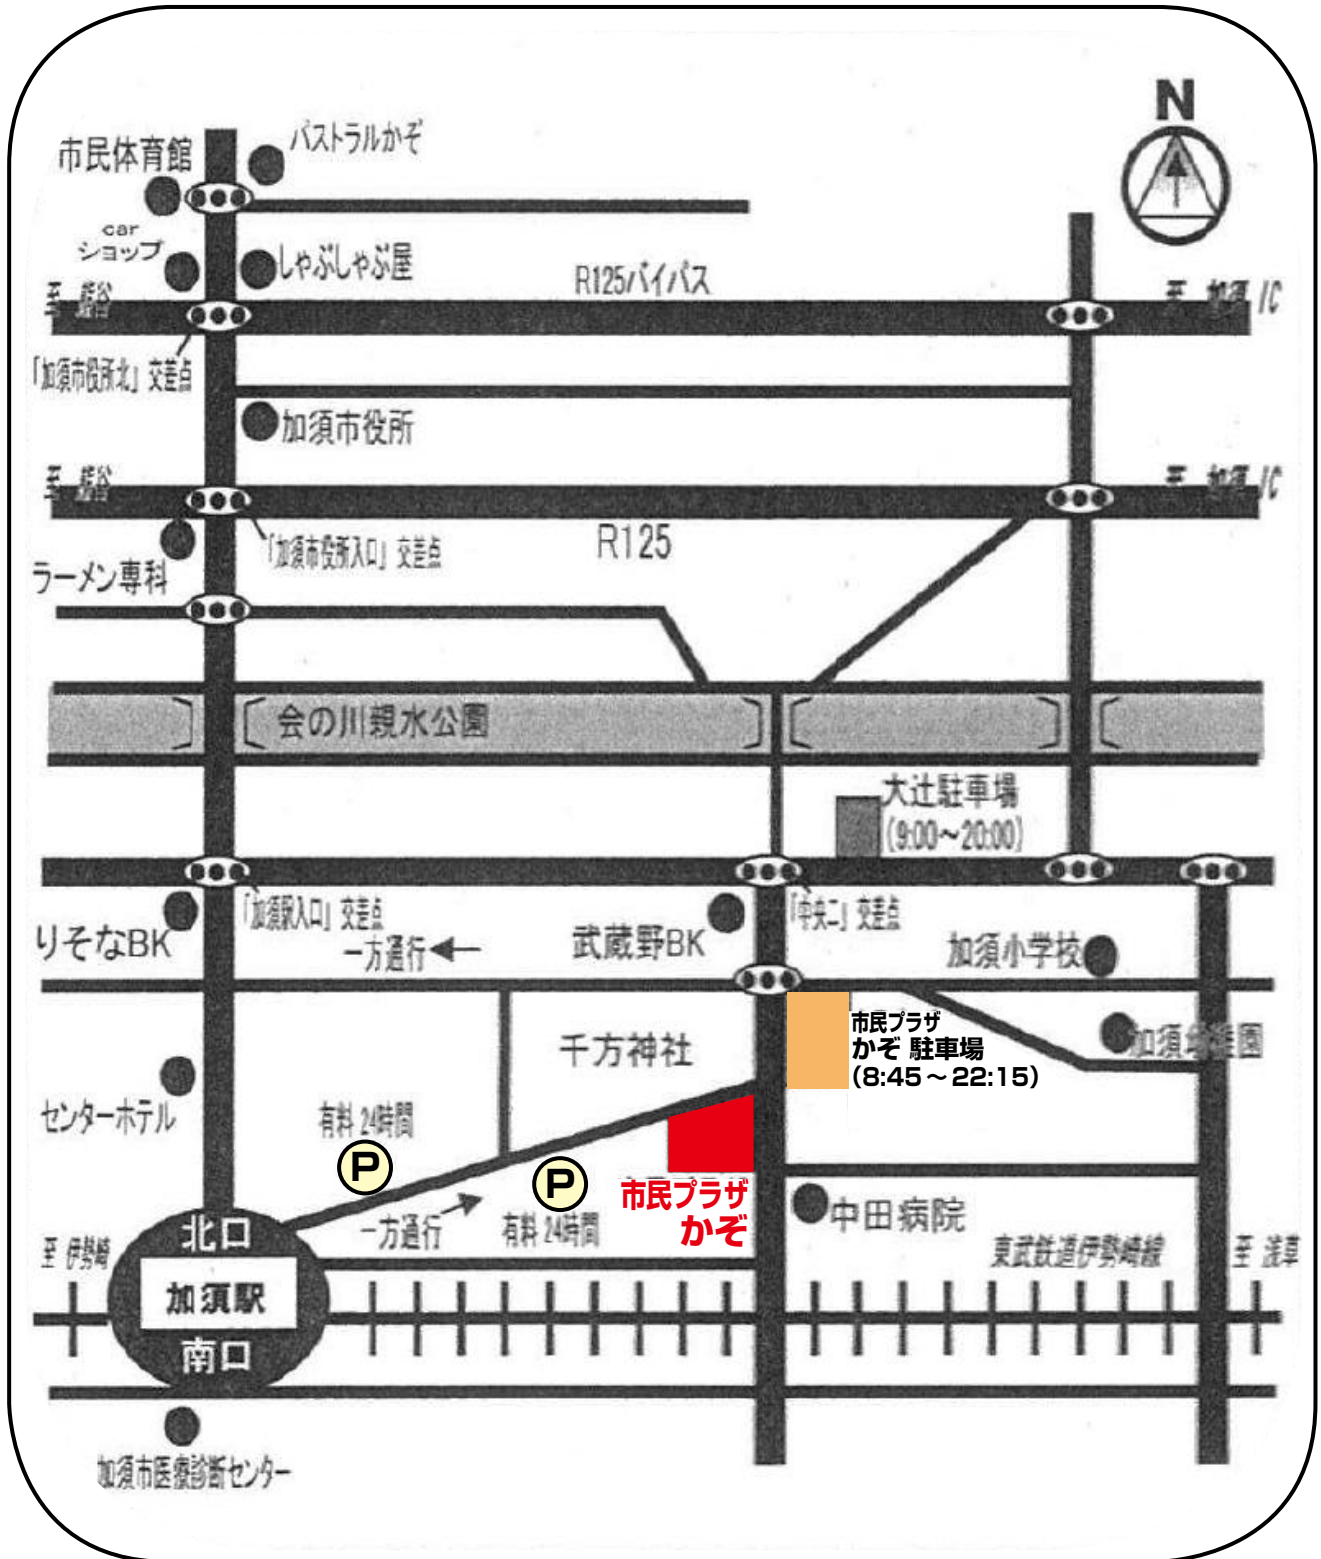 N
パストラルかぞ
市民体育館
car
ショップ
しゃぶしゃぶ屋
R125バイパス
至 熊谷
至 加須IC
「加須市役所北」交差点
加須市役所
至 熊谷
至 加須IC
「加須市役所入口」交差点
R125
ラーメン専科
会の川親水公園
大辻駐車場
(9:00～20:00)
「加須駅入口」交差点
「中央二」交差点
りそなBK
一方通行
武蔵野BK
加須小学校
市民プラザ
かぞ 駐車場
(8:45～22:15)
加須幼稚園
千方神社
センターホテル
有料 24時間
P
P
市民プラザ
かぞ
一方通行
有料 24時間
中田病院
北口
至 伊勢崎
東武鉄道伊勢崎線
至 浅草
加須駅
南口
加須市医療診断センター